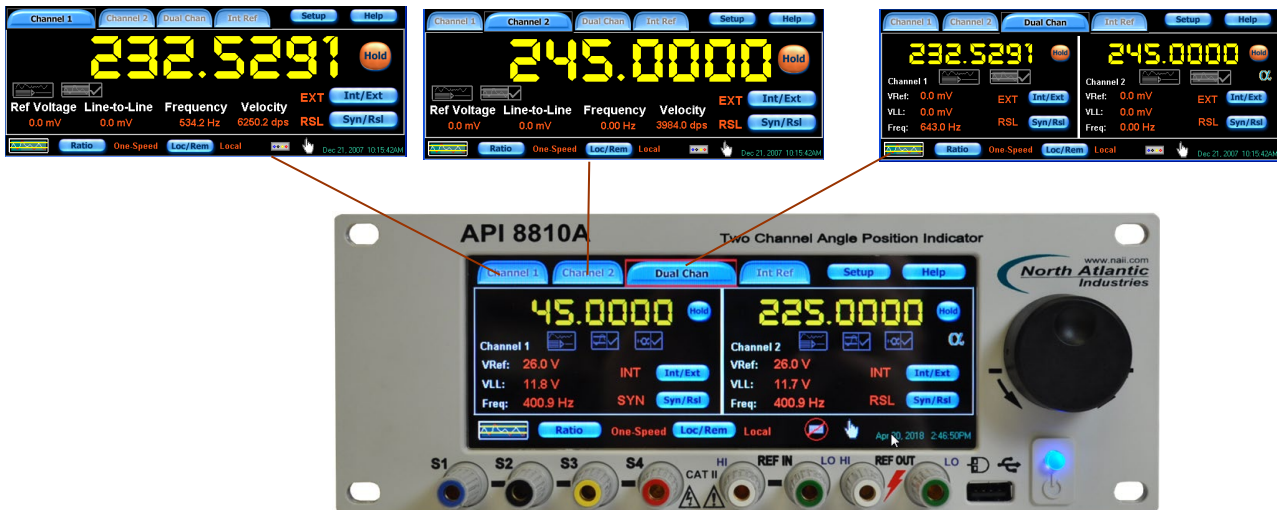 Channel 1 Channel 2 Dual Chan Int Ref Setup Help
232.5291 Hold
Ref Voltage Line-to-Line Frequency Velocity EXT Int/Ext
0.0 mV 0.0 mV 534.2 Hz 6250.2 dps RSL Syn/Rsl
Ratio One-Speed Loc/Rem Local Dec 21, 2007 10:15:42AM
Channel 1 Channel 2 Dual Chan Int Ref Setup Help
245.0000 Hold
Ref Voltage Line-to-Line Frequency Velocity EXT Int/Ext
0.0 mV 0.0 mV 0.00 Hz 3984.0 dps RSL Syn/Rsl
Ratio One-Speed Loc/Rem Local Dec 21, 2007 10:15:42AM
Channel 1 Channel 2 Dual Chan Int Ref Setup Help
232.5291 Hold 245.0000 Hold
Channel 1 Channel 2 α
VRef: 0.0 mV EXT Int/Ext VRef: 0.0 mV EXT Int/Ext
VLL: 0.0 mV VLL: 0.0 mV
Freq: 643.0 Hz RSL Syn/Rsl Freq: 0.00 Hz RSL Syn/Rsl
Ratio One-Speed Loc/Rem Local Dec 21, 2007 10:15:42AM
API 8810A Two Channel Angle Position Indicator
www.naii.com
North Atlantic
Industries
Channel 1 Channel 2 Dual Chan Int Ref Setup Help
45.0000 Hold 225.0000 Hold
Channel 1 -α Channel 2 -α α
VRef: 26.0 V INT Int/Ext VRef: 26.0 V INT Int/Ext
VLL: 11.8 V VLL: 11.7 V
Freq: 400.9 Hz SYN Syn/Rsl Freq: 400.9 Hz RSL Syn/Rsl
Ratio One-Speed Loc/Rem Local 2018 2:46:50PM
S1 S2 S3 S4 CAT II HI REF IN LO HI REF OUT LO